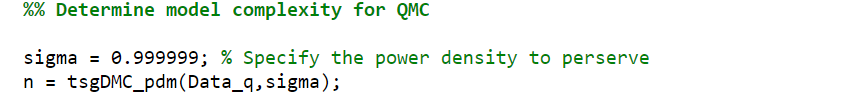 %% Determine model complexity for QMC
sigma = 0.999999; % Specify the power density to perserve
n = tsgDMC_pdm(Data_q,sigma);